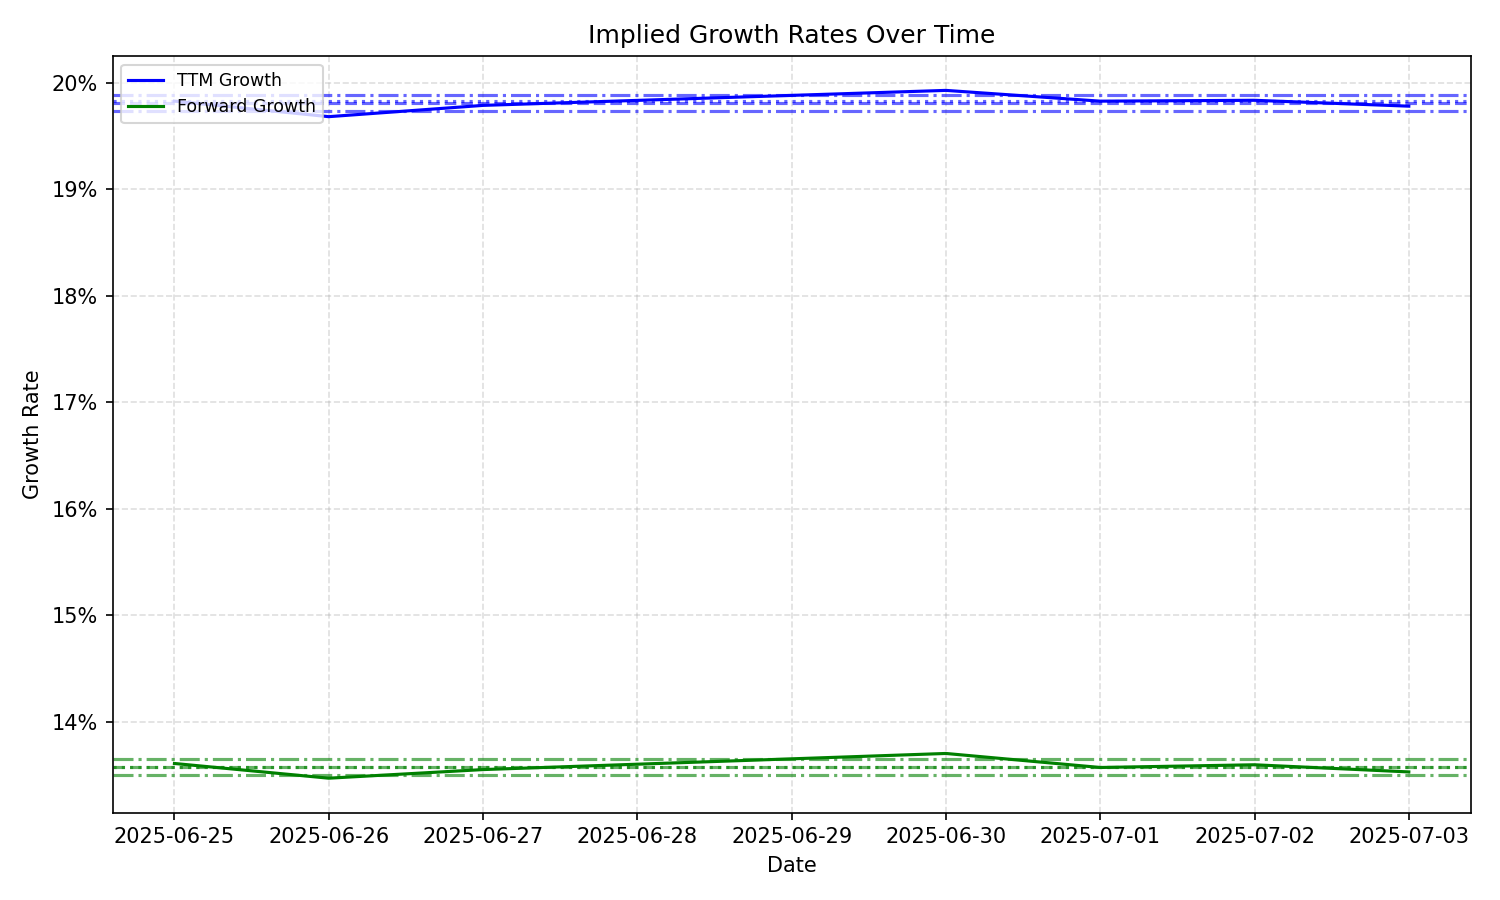 Implied Growth Rates Over Time
TTM Growth
Forward Growth
20%
19%
18%
17%
16%
15%
14%
Growth Rate
2025-06-25 2025-06-26 2025-06-27 2025-06-28 2025-06-29 2025-06-30 2025-07-01 2025-07-02 2025-07-03
Date